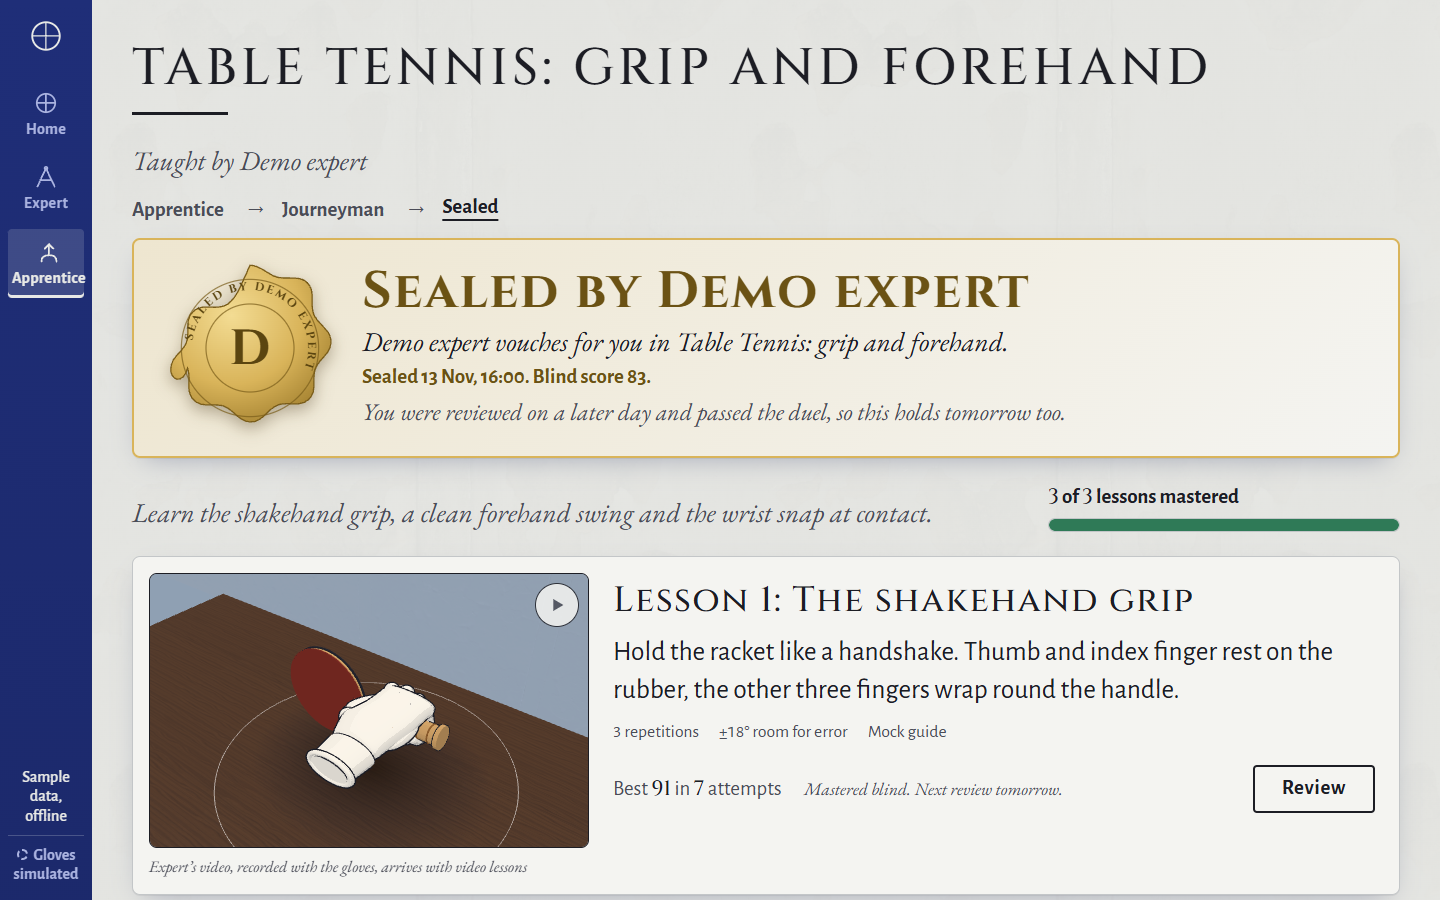 Home
Expert
Apprentice
Sample
data,
offline
Gloves
simulated
TABLE TENNIS: GRIP AND FOREHAND
Taught by Demo expert
Apprentice → Journeyman → Sealed
SEALED BY DEMO EXPERT
D
Sealed by Demo expert
Demo expert vouches for you in Table Tennis: grip and forehand.
Sealed 13 Nov, 16:00. Blind score 83.
You were reviewed on a later day and passed the duel, so this holds tomorrow too.
Learn the shakehand grip, a clean forehand swing and the wrist snap at contact.
3 of 3 lessons mastered
Lesson 1: The shakehand grip
Hold the racket like a handshake. Thumb and index finger rest on the
rubber, the other three fingers wrap round the handle.
3 repetitions ±18° room for error Mock guide
Best 91 in 7 attempts Mastered blind. Next review tomorrow.
Review
Expert's video, recorded with the gloves, arrives with video lessons